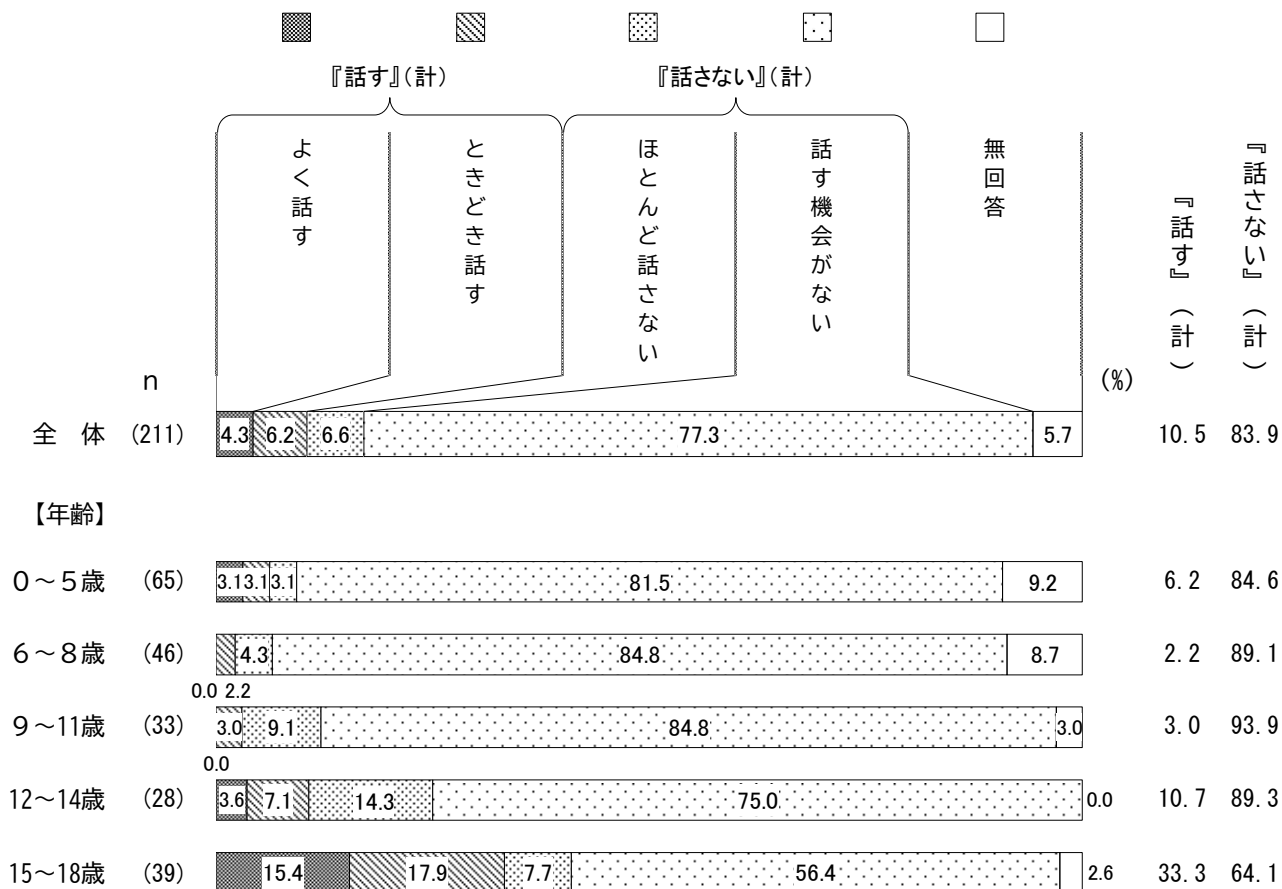 『話す』（計） 『話さない』（計）
よく話す
ときどき話す
ほとんど話さない
話す機会がない
無回答
『話す』（計）
『話さない』（計）
n (%)
全　体 (211) 4.3 6.2 6.6 77.3 5.7 10.5 83.9
【年齢】
０～５歳 (65) 3.1 3.1 3.1 81.5 9.2 6.2 84.6
６～８歳 (46) 4.3 84.8 8.7 2.2 89.1
0.0 2.2
９～11歳 (33) 3.0 9.1 84.8 3.0 3.0 93.9
0.0
12～14歳 (28) 3.6 7.1 14.3 75.0 0.0 10.7 89.3
15～18歳 (39) 15.4 17.9 7.7 56.4 2.6 33.3 64.1